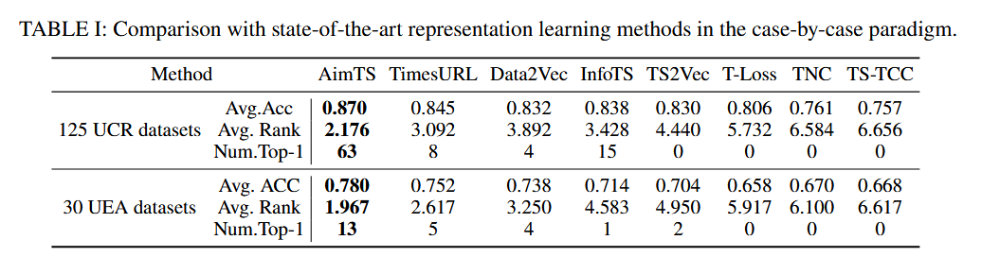 TABLE I: Comparison with state-of-the-art representation learning methods in the case-by-case paradigm.
Method AimTS TimesURL Data2Vec InfoTS TS2Vec T-Loss TNC TS-TCC
125 UCR datasets Avg.Acc 0.870 0.845 0.832 0.838 0.830 0.806 0.761 0.757
Avg. Rank 2.176 3.092 3.892 3.428 4.440 5.732 6.584 6.656
Num.Top-1 63 8 4 15 0 0 0 0
30 UEA datasets Avg. ACC 0.780 0.752 0.738 0.714 0.704 0.658 0.670 0.668
Avg. Rank 1.967 2.617 3.250 4.583 4.950 5.917 6.100 6.617
Num.Top-1 13 5 4 1 2 0 0 0